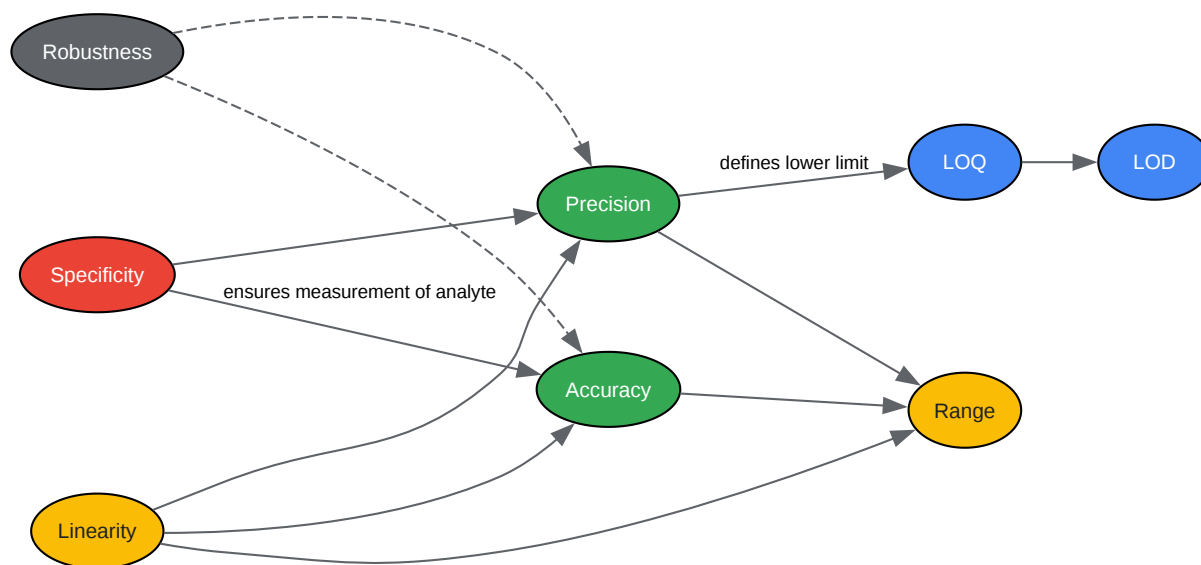 Robustness
defines lower limit
LOQ
LOD
Precision
Specificity
ensures measurement of analyte
Accuracy
Range
Linearity